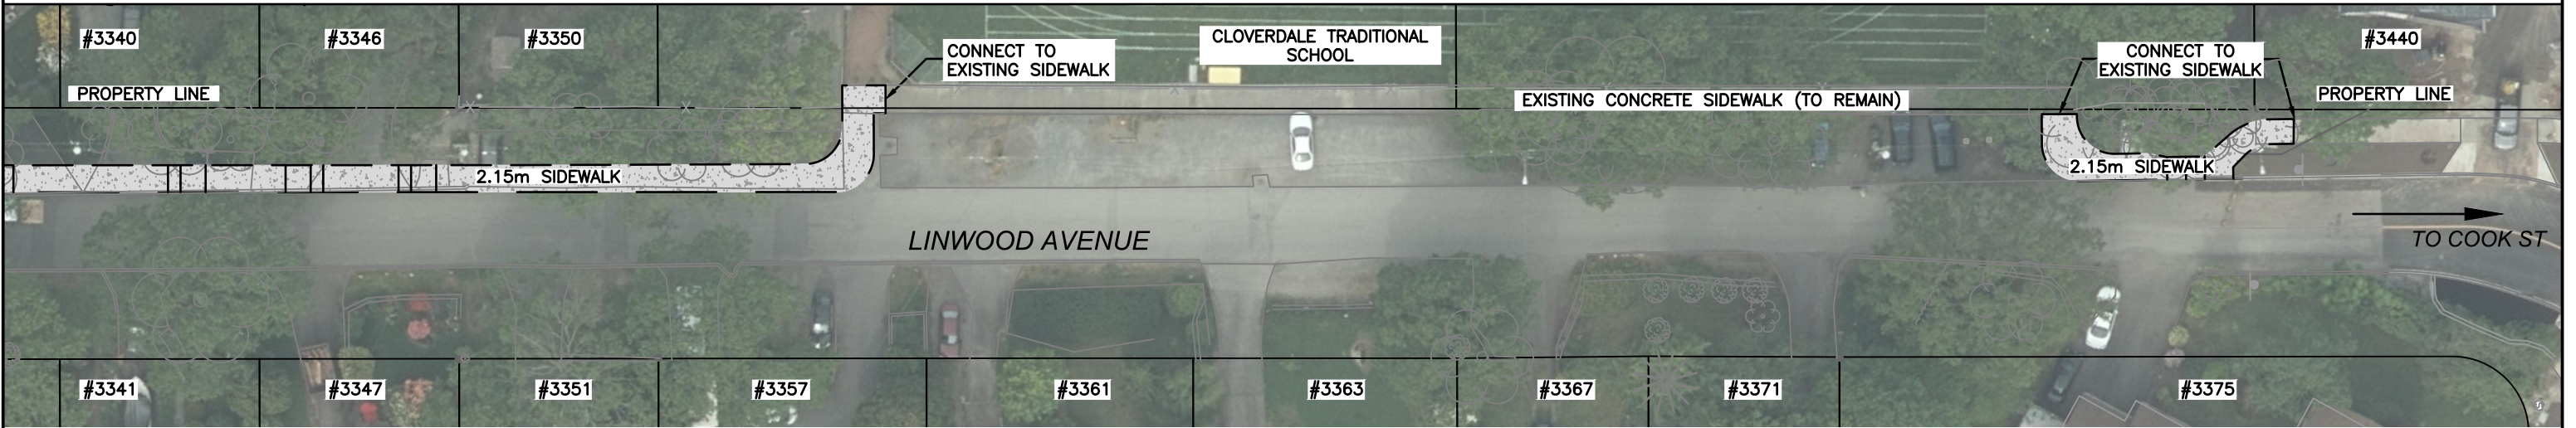 #3340
#3346
#3350
CONNECT TO
EXISTING SIDEWALK
CLOVERDALE TRADITIONAL
SCHOOL
CONNECT TO
EXISTING SIDEWALK
#3440
PROPERTY LINE
EXISTING CONCRETE SIDEWALK (TO REMAIN)
PROPERTY LINE
2.15m SIDEWALK
2.15m SIDEWALK
LINWOOD AVENUE
TO COOK ST
#3341
#3347
#3351
#3357
#3361
#3363
#3367
#3371
#3375